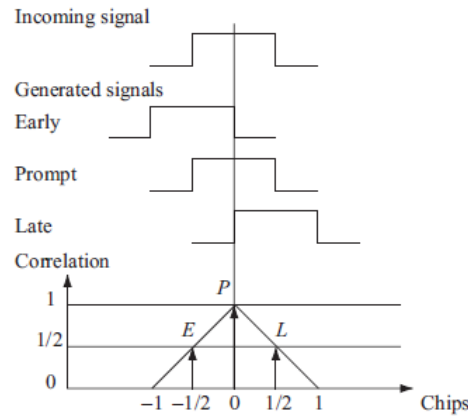 Incoming signal
Generated signals
Early
Prompt
Late
Correlation
P
1
E L
1/2
0
−1 −1/2 0 1/2 1 Chips